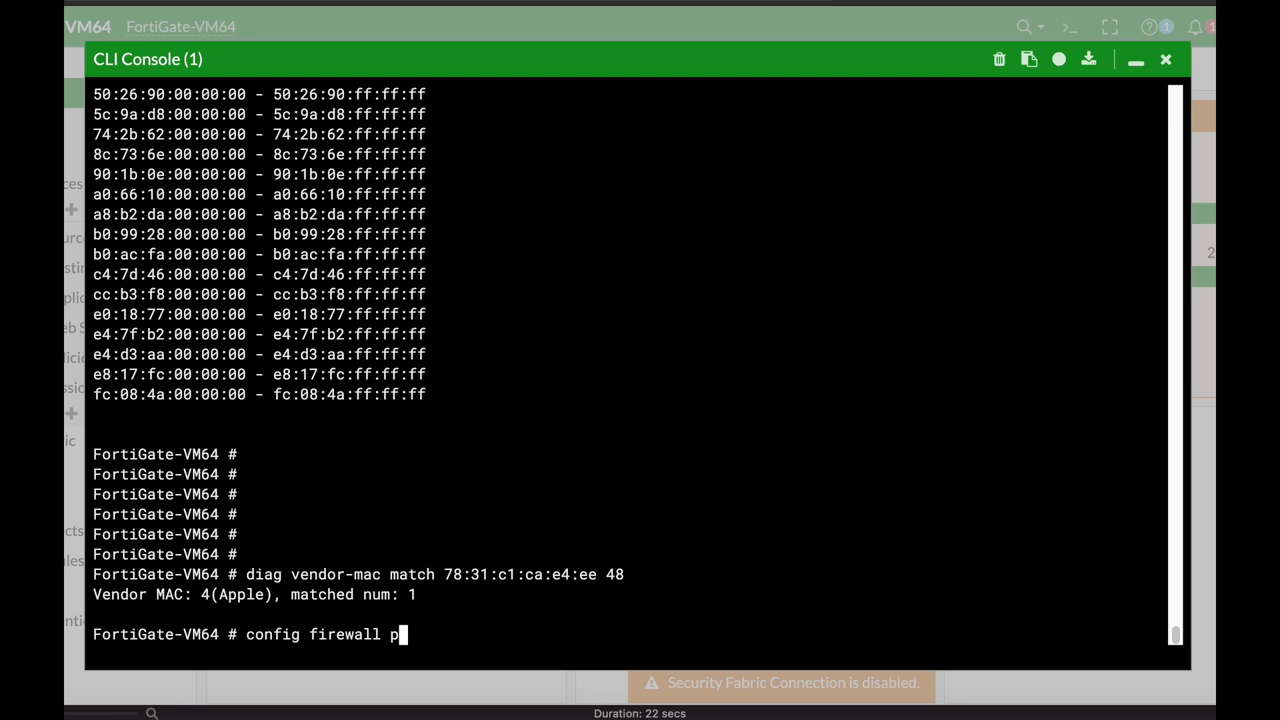 VM64 FortiGate-VM64
1
1
CLI Console (1)
50:26:90:00:00:00 - 50:26:90:ff:ff:ff
5c:9a:d8:00:00:00 - 5c:9a:d8:ff:ff:ff
74:2b:62:00:00:00 - 74:2b:62:ff:ff:ff
8c:73:6e:00:00:00 - 8c:73:6e:ff:ff:ff
90:1b:0e:00:00:00 - 90:1b:0e:ff:ff:ff
a0:66:10:00:00:00 - a0:66:10:ff:ff:ff
a8:b2:da:00:00:00 - a8:b2:da:ff:ff:ff
b0:99:28:00:00:00 - b0:99:28:ff:ff:ff
b0:ac:fa:00:00:00 - b0:ac:fa:ff:ff:ff
c4:7d:46:00:00:00 - c4:7d:46:ff:ff:ff
cc:b3:f8:00:00:00 - cc:b3:f8:ff:ff:ff
e0:18:77:00:00:00 - e0:18:77:ff:ff:ff
e4:7f:b2:00:00:00 - e4:7f:b2:ff:ff:ff
e4:d3:aa:00:00:00 - e4:d3:aa:ff:ff:ff
e8:17:fc:00:00:00 - e8:17:fc:ff:ff:ff
fc:08:4a:00:00:00 - fc:08:4a:ff:ff:ff
FortiGate-VM64 #
FortiGate-VM64 #
FortiGate-VM64 #
FortiGate-VM64 #
FortiGate-VM64 #
FortiGate-VM64 #
FortiGate-VM64 # diag vendor-mac match 78:31:c1:ca:e4:ee 48
Vendor MAC: 4(Apple), matched num: 1
FortiGate-VM64 # config firewall p
Security Fabric Connection is disabled.
Duration: 22 secs